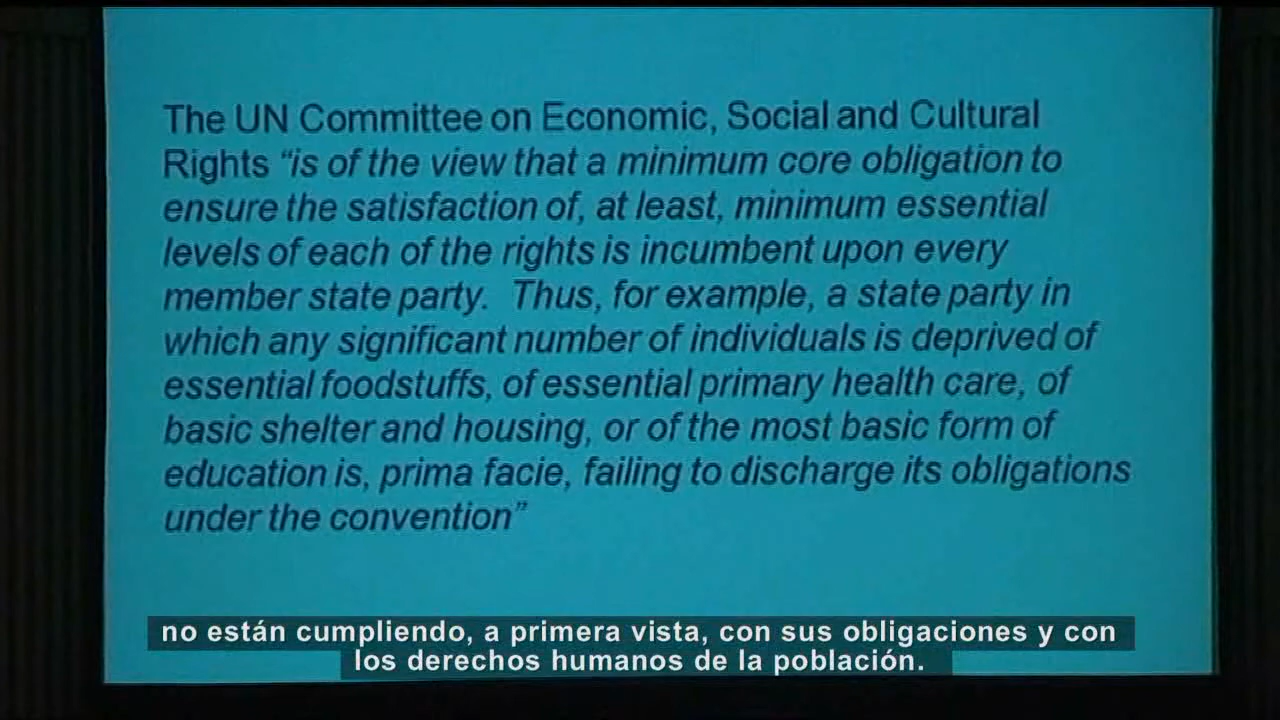 The UN Committee on Economic, Social and Cultural
Rights “is of the view that a minimum core obligation to
ensure the satisfaction of, at least, minimum essential
levels of each of the rights is incumbent upon every
member state party.  Thus, for example, a state party in
which any significant number of individuals is deprived of
essential foodstuffs, of essential primary health care, of
basic shelter and housing, or of the most basic form of
education is, prima facie, failing to discharge its obligations
under the convention”
no están cumpliendo, a primera vista, con sus obligaciones y con
los derechos humanos de la población.